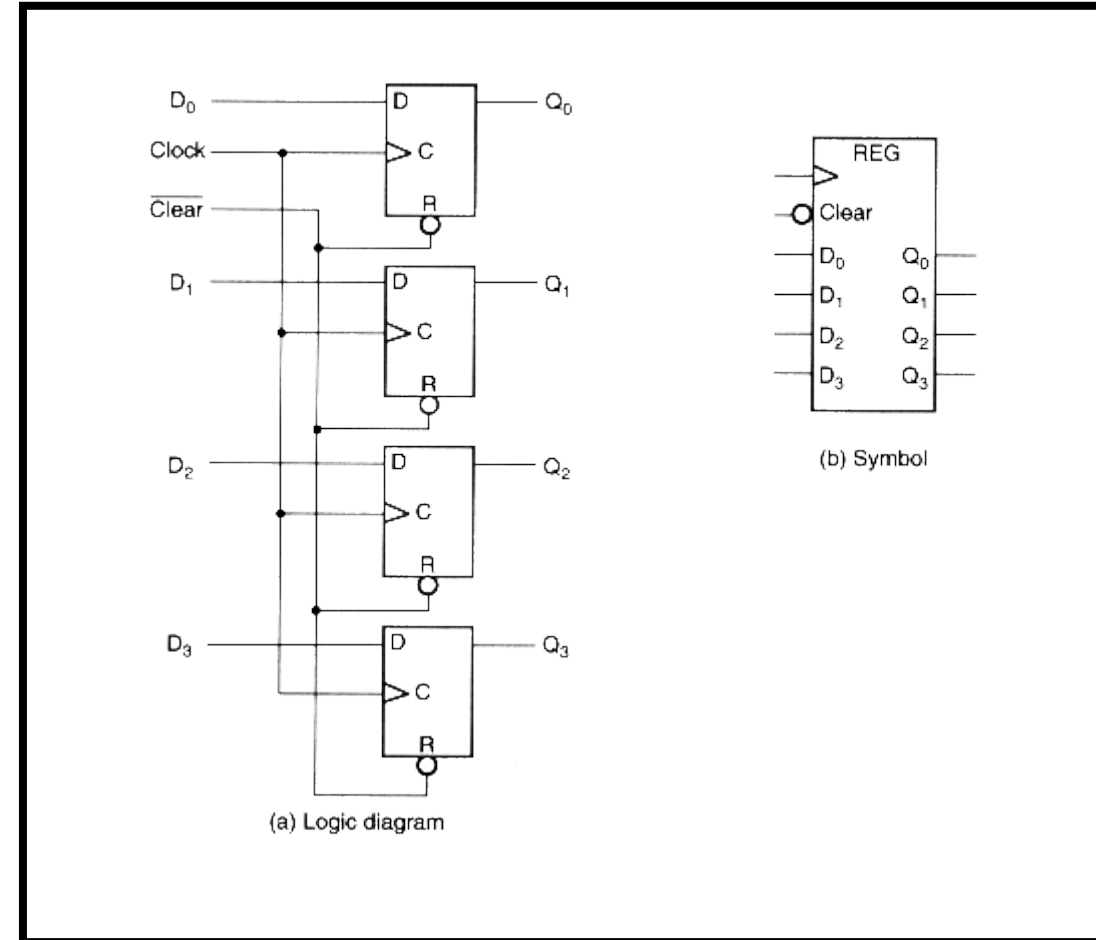 D₀ D Q₀
Clock C
C̅l̅e̅a̅r̅ R
D₁ D Q₁
C
R
D₂ D Q₂
C
R
D₃ D Q₃
C
R
(a) Logic diagram
REG
Clear
D₀ Q₀
D₁ Q₁
D₂ Q₂
D₃ Q₃
(b) Symbol